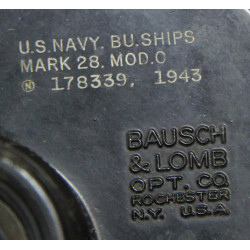 U.S.NAVY. BU.SHIPS
MARK 28. MOD.0
Ⓝ 178339, 1943
BAUSCH
& LOMB
OPT. CO.
ROCHESTER
N.Y. U.S.A.